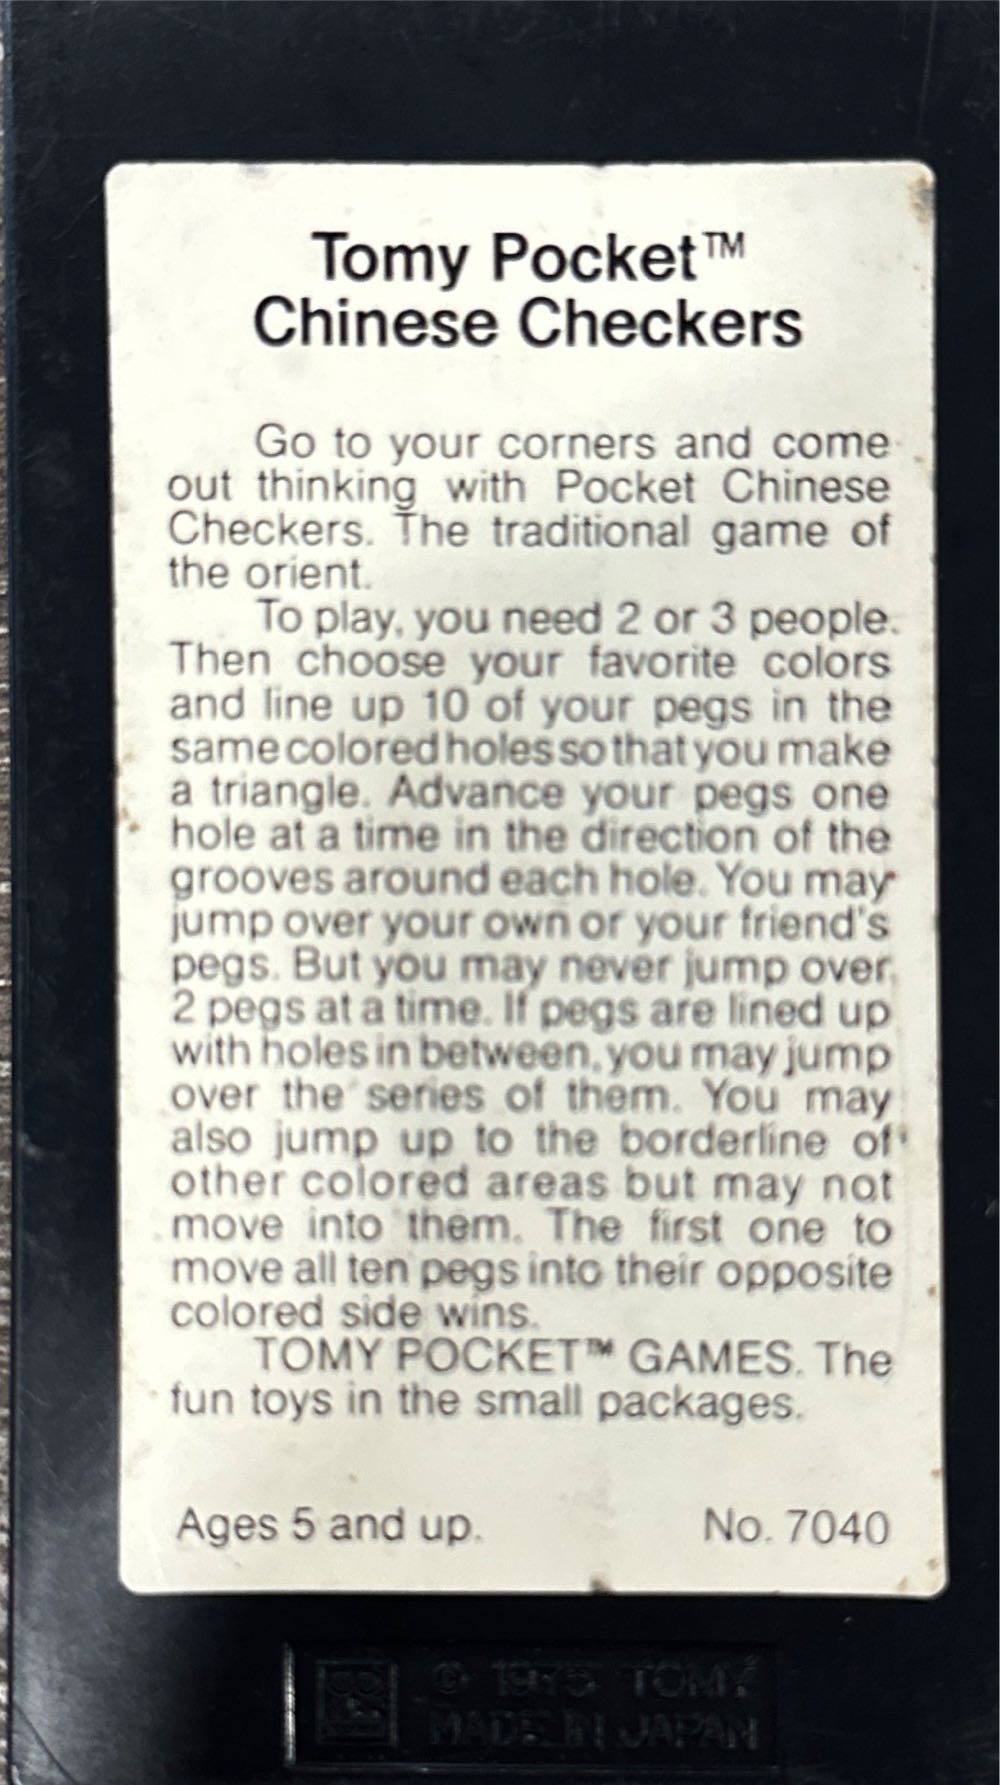 Tomy Pocket™
Chinese Checkers
Go to your corners and come
out thinking with Pocket Chinese
Checkers. The traditional game of
the orient.
To play, you need 2 or 3 people.
Then choose your favorite colors
and line up 10 of your pegs in the
same colored holes so that you make
a triangle. Advance your pegs one
hole at a time in the direction of the
grooves around each hole. You may
jump over your own or your friend's
pegs. But you may never jump over
2 pegs at a time. If pegs are lined up
with holes in between, you may jump
over the series of them. You may
also jump up to the borderline of
other colored areas but may not
move into them. The first one to
move all ten pegs into their opposite
colored side wins.
TOMY POCKET™ GAMES. The
fun toys in the small packages.
Ages 5 and up. No. 7040
© 1975 TOMY
MADE IN JAPAN